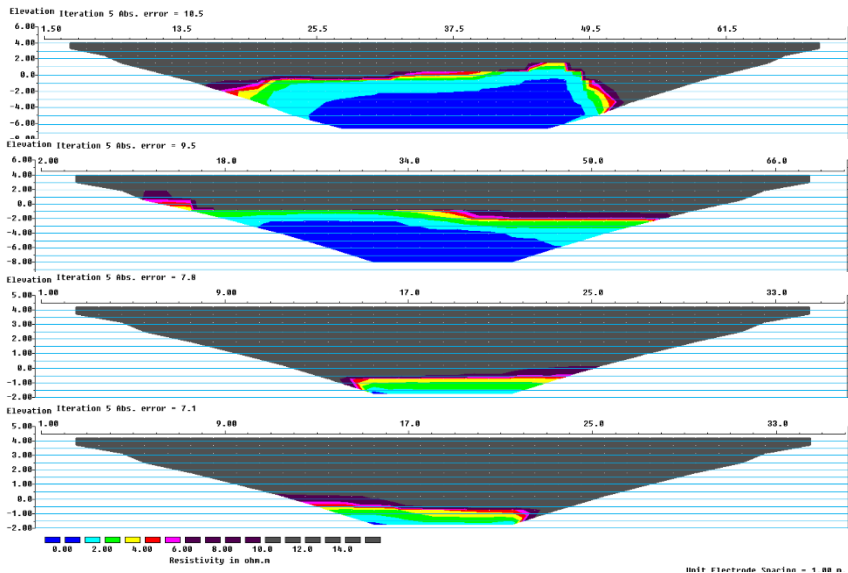 Elevation Iteration 5 Abs. error = 10.5
6.00 1.50 13.5 25.5 37.5 49.5 61.5
4.00
2.00
0.0
-2.00
-4.00
-6.00
Elevation Iteration 5 Abs. error = 9.5
6.00 2.00 18.0 34.0 50.0 66.0
4.00
2.00
0.0
-2.00
-4.00
-6.00
-8.00
Elevation Iteration 5 Abs. error = 7.8
5.00 1.00 9.00 17.0 25.0 33.0
4.00
3.00
2.00
1.00
0.0
-1.00
-2.00
Elevation Iteration 5 Abs. error = 7.1
5.00 1.00 9.00 17.0 25.0 33.0
4.00
3.00
2.00
1.00
0.0
-1.00
-2.00
0.00 2.00 4.00 6.00 8.00 10.0 12.0 14.0
Resistivity in ohm.m
Unit Electrode Spacing = 1.00 m